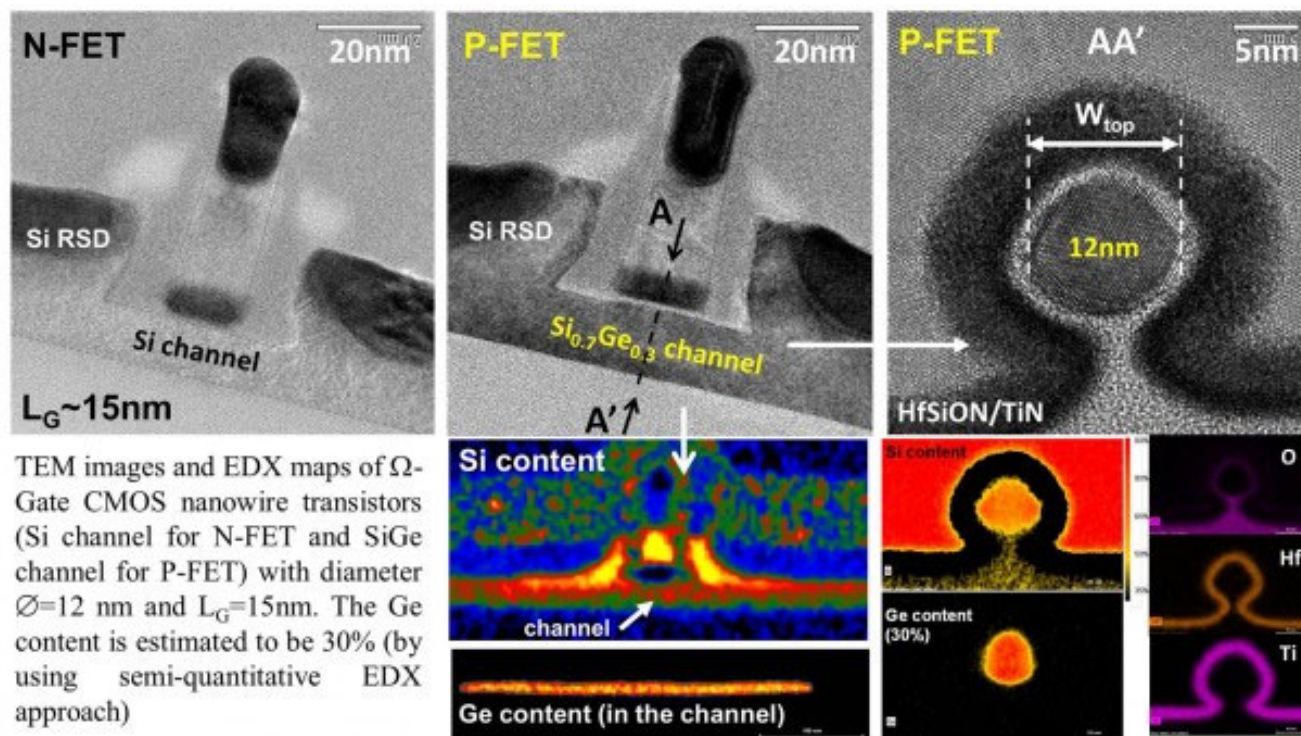 N-FET
20nm
Si RSD
Si channel
L_G~15nm
P-FET
20nm
A
Si RSD
Si₀.₇Ge₀.₃ channel
A'
P-FET
AA'
5nm
W_top
12nm
HfSiON/TiN
TEM images and EDX maps of Ω-
Gate CMOS nanowire transistors
(Si channel for N-FET and SiGe
channel for P-FET) with diameter
∅=12 nm and L_G=15nm. The Ge
content is estimated to be 30% (by
using semi-quantitative EDX
approach)
Si content
channel
Ge content (in the channel)
Si content
Ge content
(30%)
O
Hf
Ti